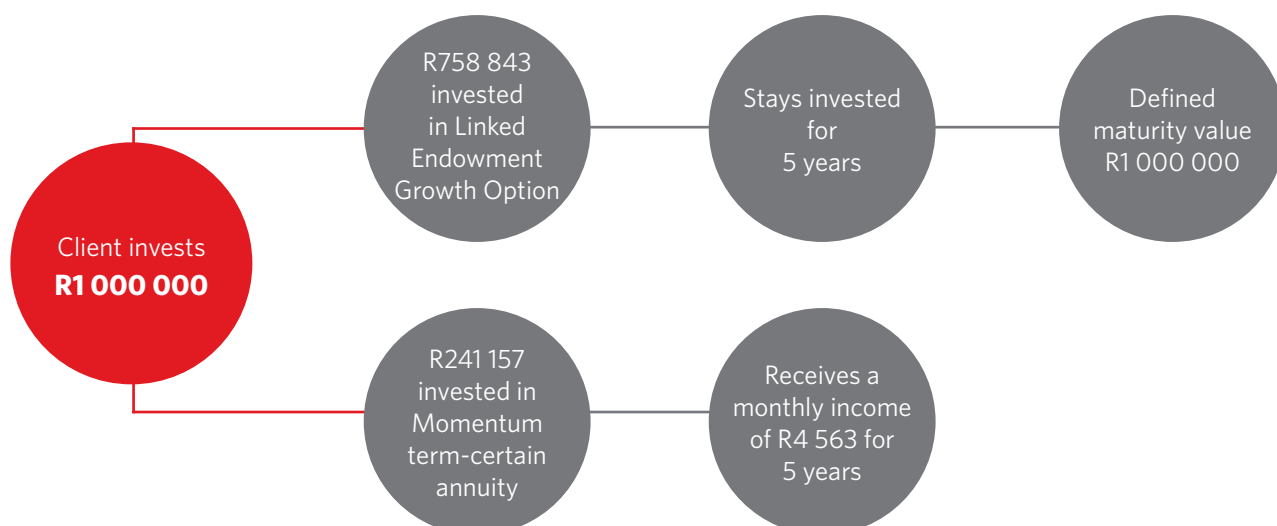 Client invests
R1 000 000
R758 843
invested
in Linked
Endowment
Growth Option
Stays invested
for
5 years
Defined
maturity value
R1 000 000
R241 157
invested in
Momentum
term-certain
annuity
Receives a
monthly income
of R4 563 for
5 years